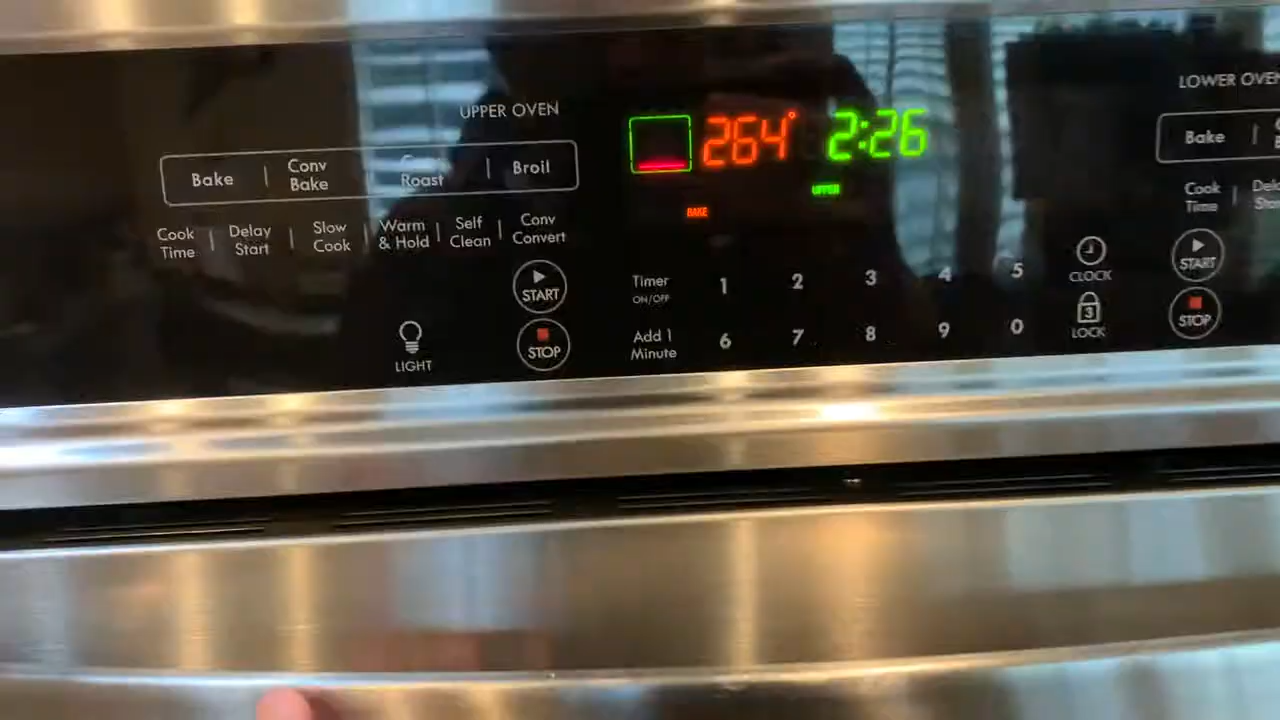 UPPER OVEN
Bake
Conv
Bake
Roast
Broil
Cook
Time
Delay
Start
Slow
Cook
Warm
& Hold
Self
Clean
Conv
Convert
START
LIGHT
STOP
264°
2:26
UPPER
BAKE
Timer
ON/OFF
1
2
3
4
5
Add 1
Minute
6
7
8
9
0
CLOCK
3
LOCK
LOWER OVEN
Bake
Cook
Time
START
STOP